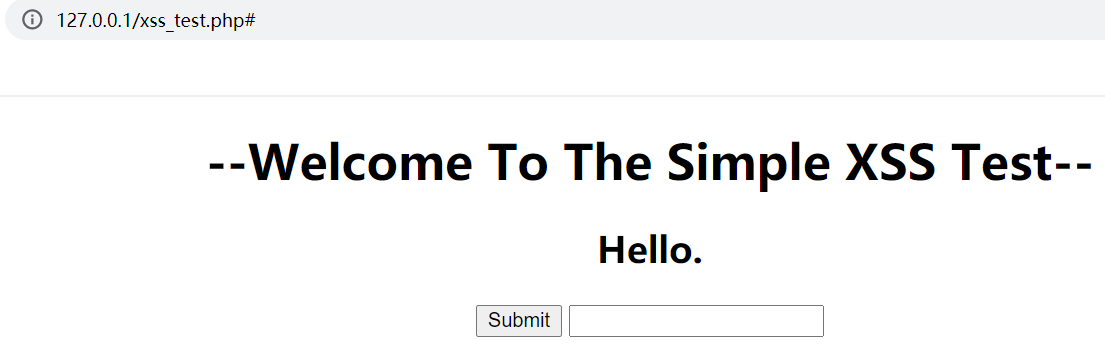 127.0.0.1/xss_test.php#
--Welcome To The Simple XSS Test--
Hello.
Submit